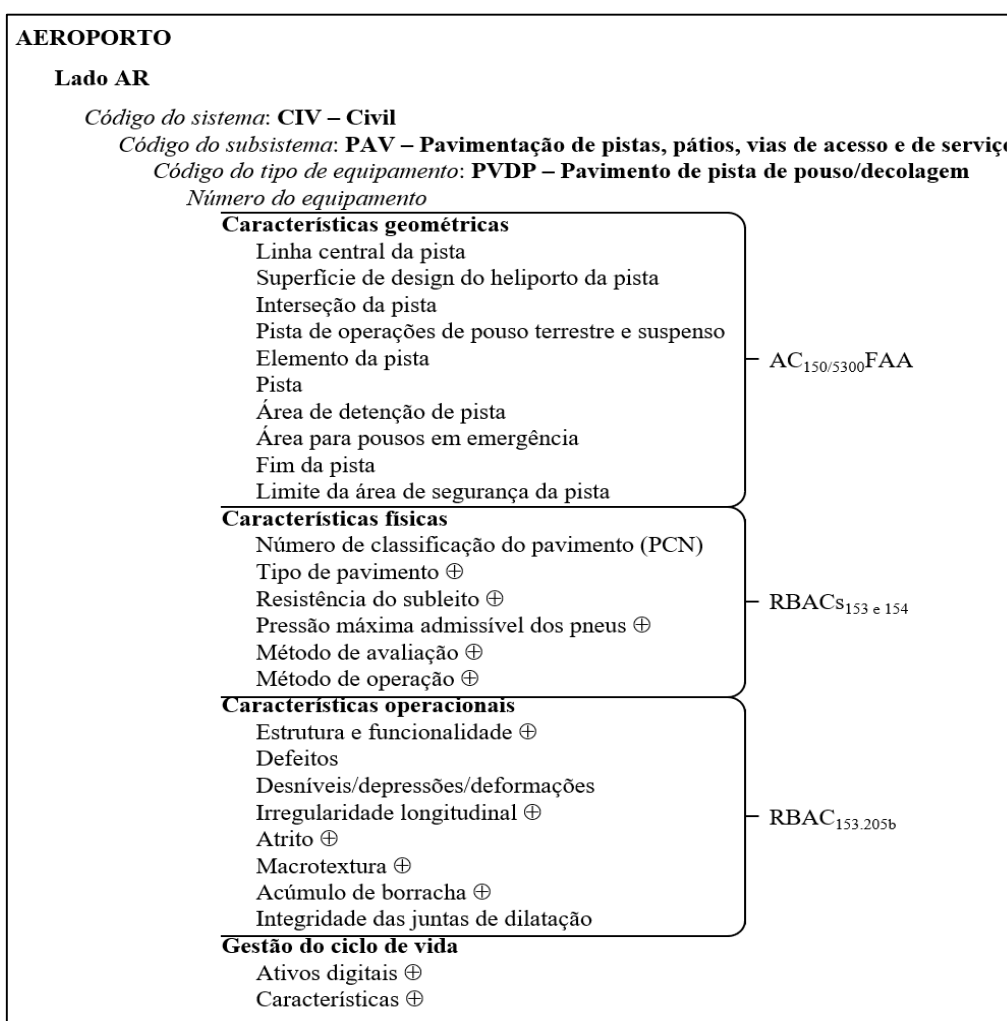 AEROPORTO
Lado AR
Código do sistema: CIV – Civil
Código do subsistema: PAV – Pavimentação de pistas, pátios, vias de acesso e de serviço
Código do tipo de equipamento: PVDP – Pavimento de pista de pouso/decolagem
Número do equipamento
Características geométricas
Linha central da pista
Superfície de design do heliporto da pista
Interseção da pista
Pista de operações de pouso terrestre e suspenso
Elemento da pista
Pista
Área de detenção de pista
Área para pousos em emergência
Fim da pista
Limite da área de segurança da pista
AC150/5300FAA
Características físicas
Número de classificação do pavimento (PCN)
Tipo de pavimento ⊕
Resistência do subleito ⊕
Pressão máxima admissível dos pneus ⊕
Método de avaliação ⊕
Método de operação ⊕
RBACs153 e 154
Características operacionais
Estrutura e funcionalidade ⊕
Defeitos
Desníveis/depressões/deformações
Irregularidade longitudinal ⊕
Atrito ⊕
Macrotextura ⊕
Acúmulo de borracha ⊕
Integridade das juntas de dilatação
RBAC153.205b
Gestão do ciclo de vida
Ativos digitais ⊕
Características ⊕